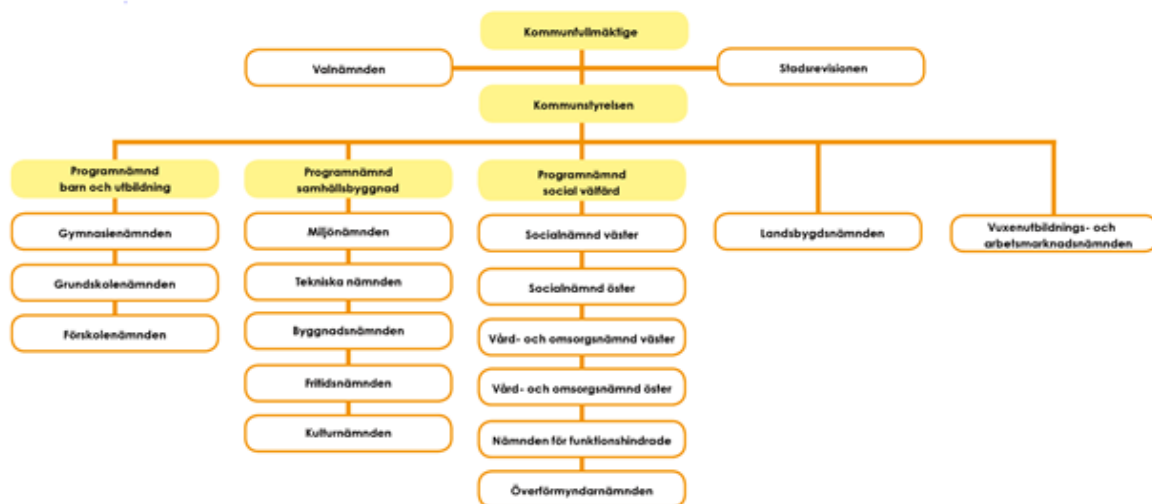 Kommunfullmäktige
Valnämnden
Stadsrevisionen
Kommunstyrelsen
Programnämnd
barn och utbildning
Gymnasienämnden
Grundskolenämnden
Förskolenämnden
Programnämnd
samhällsbyggnad
Miljönämnden
Tekniska nämnden
Byggnadsnämnden
Fritidsnämnden
Kulturnämnden
Programnämnd
social välfärd
Socialnämnd väster
Socialnämnd öster
Vård- och omsorgsnämnd väster
Vård- och omsorgsnämnd öster
Nämnden för funktionshindrade
Överförmyndarnämnden
Landsbygdsnämnden
Vuxenutbildnings- och
arbetsmarknadsnämnden